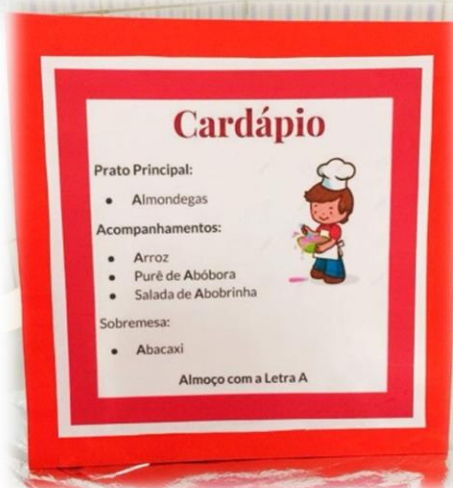 Cardápio
Prato Principal:
• Almondegas
Acompanhamentos:
• Arroz
• Purê de Abóbora
• Salada de Abobrinha
Sobremesa:
• Abacaxi
Almoço com a Letra A